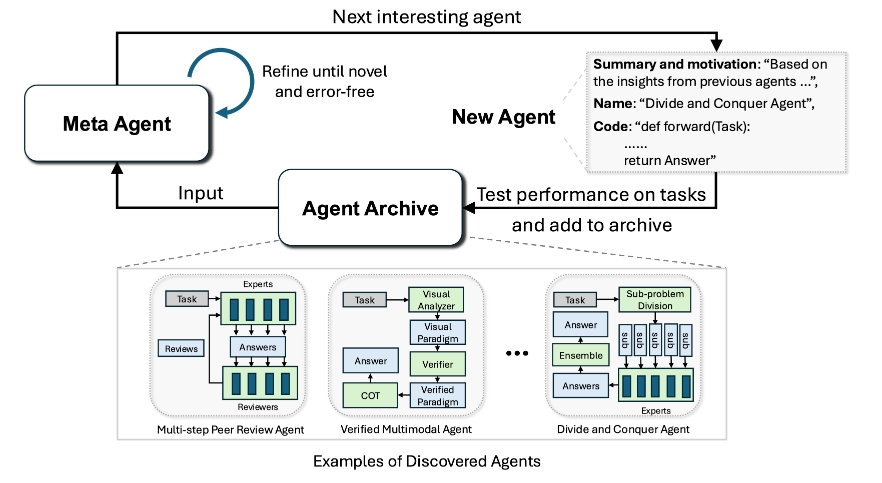 Next interesting agent
Refine until novel
and error-free
Meta Agent
New Agent
Summary and motivation: “Based on
the insights from previous agents ...”,
Name: “Divide and Conquer Agent”,
Code: “def forward(Task):
......
return Answer”
Input
Agent Archive
Test performance on tasks
and add to archive
Experts
Task
Reviews
Answers
Reviewers
Multi-step Peer Review Agent
Task
Visual
Analyzer
Visual
Paradigm
Answer
Verifier
COT
Verified
Paradigm
Verified Multimodal Agent
...
Task
Sub-problem
Division
Answer
sub
sub
sub
sub
sub
Ensemble
Answers
Experts
Divide and Conquer Agent
Examples of Discovered Agents